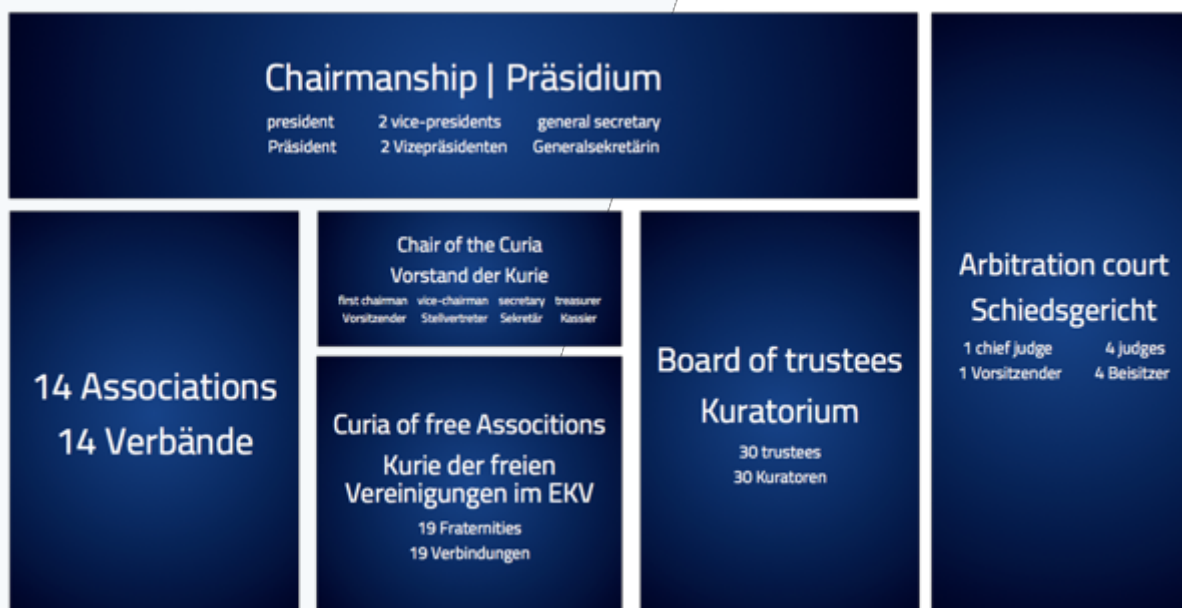 Chairmanship | Präsidium
president 2 vice-presidents general secretary
Präsident 2 Vizepräsidenten Generalsekretärin
14 Associations
14 Verbände
Chair of the Curia
Vorstand der Kurie
first chairman vice-chairman secretary treasurer
Vorsitzender Stellvertreter Sekretär Kassier
Curia of free Associtions
Kurie der freien
Vereinigungen im EKV
19 Fraternities
19 Verbindungen
Board of trustees
Kuratorium
30 trustees
30 Kuratoren
Arbitration court
Schiedsgericht
1 chief judge 4 judges
1 Vorsitzender 4 Beisitzer